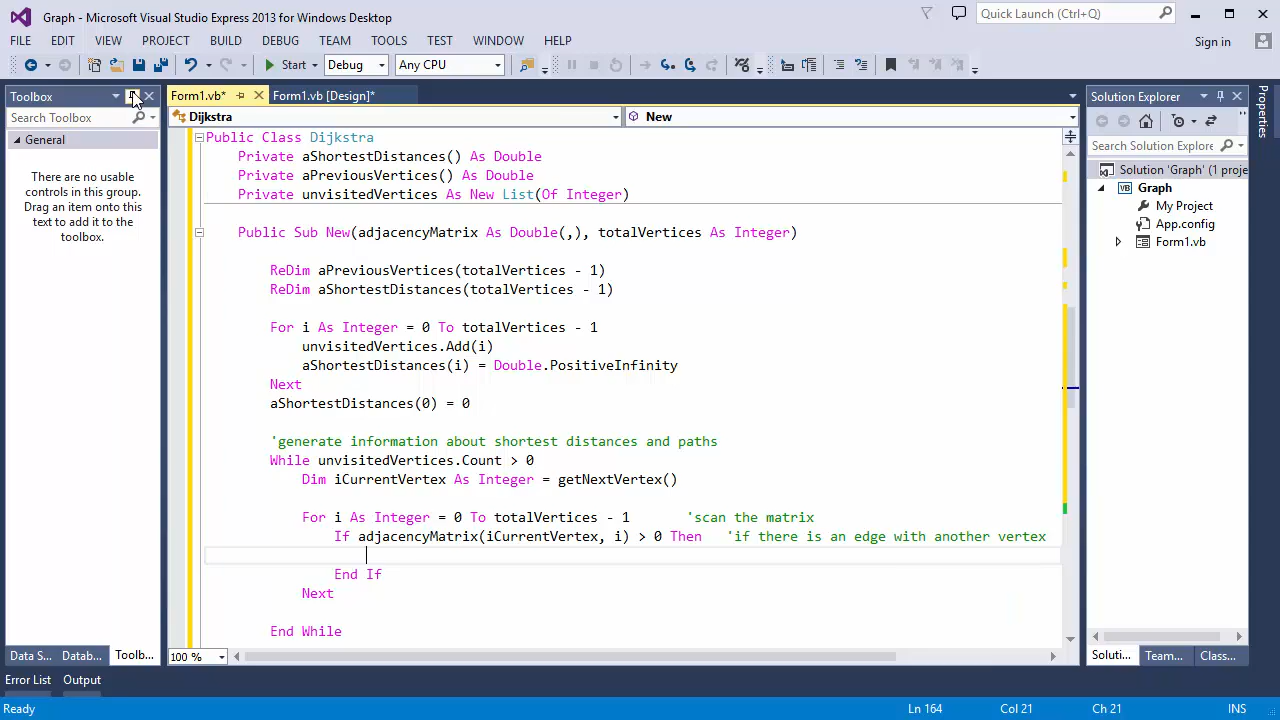 Graph - Microsoft Visual Studio Express 2013 for Windows Desktop
Quick Launch (Ctrl+Q)
FILE EDIT VIEW PROJECT BUILD DEBUG TEAM TOOLS TEST WINDOW HELP
Sign in
Start Debug Any CPU
Toolbox
Search Toolbox
General
There are no usable
controls in this group.
Drag an item onto this
text to add it to the
toolbox.
Data S... Datab... Toolb...
Form1.vb* Form1.vb [Design]*
Dijkstra New
Public Class Dijkstra
Private aShortestDistances() As Double
Private aPreviousVertices() As Double
Private unvisitedVertices As New List(Of Integer)
Public Sub New(adjacencyMatrix As Double(,), totalVertices As Integer)
ReDim aPreviousVertices(totalVertices - 1)
ReDim aShortestDistances(totalVertices - 1)
For i As Integer = 0 To totalVertices - 1
unvisitedVertices.Add(i)
aShortestDistances(i) = Double.PositiveInfinity
Next
aShortestDistances(0) = 0
'generate information about shortest distances and paths
While unvisitedVertices.Count > 0
Dim iCurrentVertex As Integer = getNextVertex()
For i As Integer = 0 To totalVertices - 1 'scan the matrix
If adjacencyMatrix(iCurrentVertex, i) > 0 Then 'if there is an edge with another vertex
End If
Next
End While
100 %
Solution Explorer
Search Solution Explore
Solution 'Graph' (1 proje
Graph
My Project
App.config
Form1.vb
Soluti... Team... Class...
Properties
Error List Output
Ready Ln 164 Col 21 Ch 21 INS